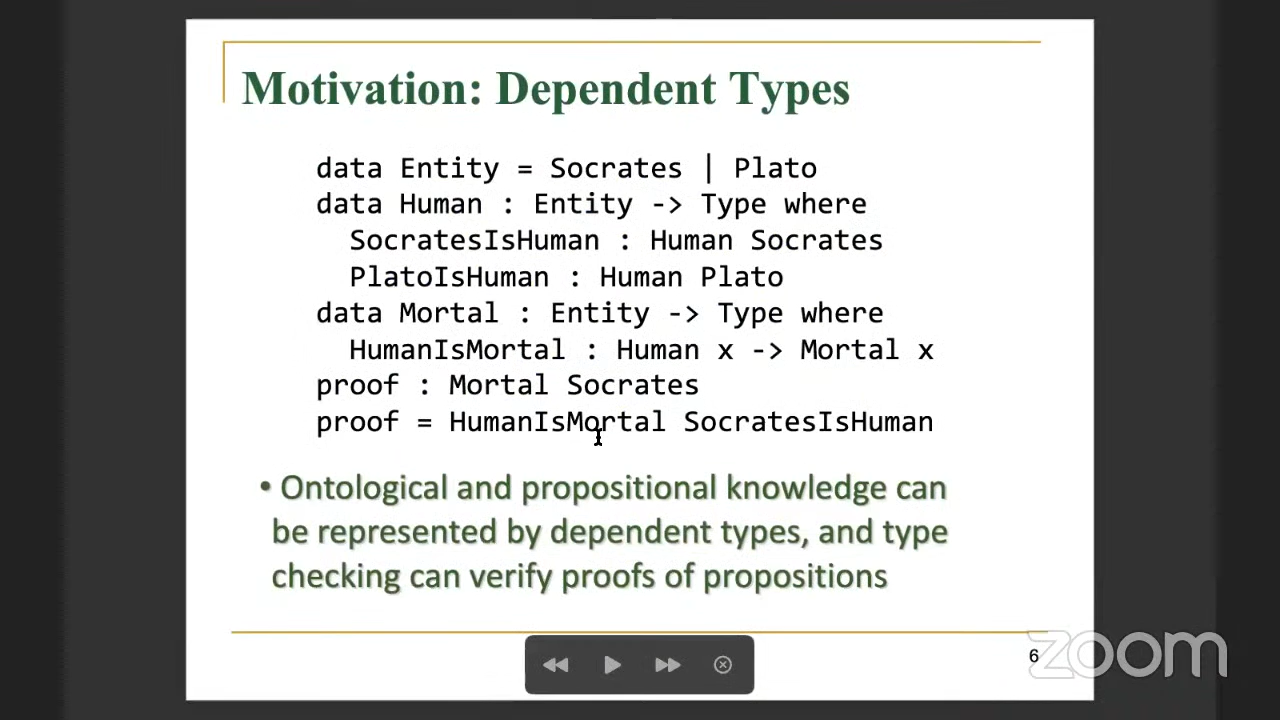 Motivation: Dependent Types
data Entity = Socrates | Plato
data Human : Entity -> Type where
SocratesIsHuman : Human Socrates
PlatoIsHuman : Human Plato
data Mortal : Entity -> Type where
HumanIsMortal : Human x -> Mortal x
proof : Mortal Socrates
proof = HumanIsMortal SocratesIsHuman
• Ontological and propositional knowledge can
be represented by dependent types, and type
checking can verify proofs of propositions
6
zoom